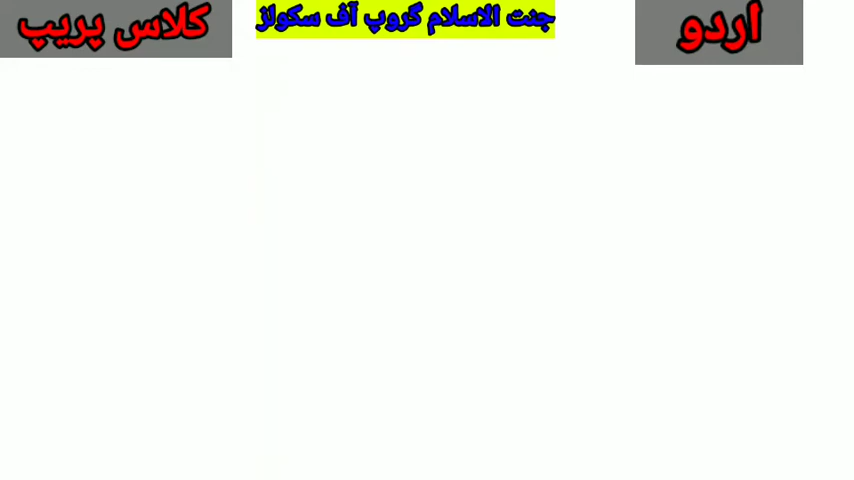 اردو
جنت الاسلام گروپ آف سکولز
کلاس پریپ